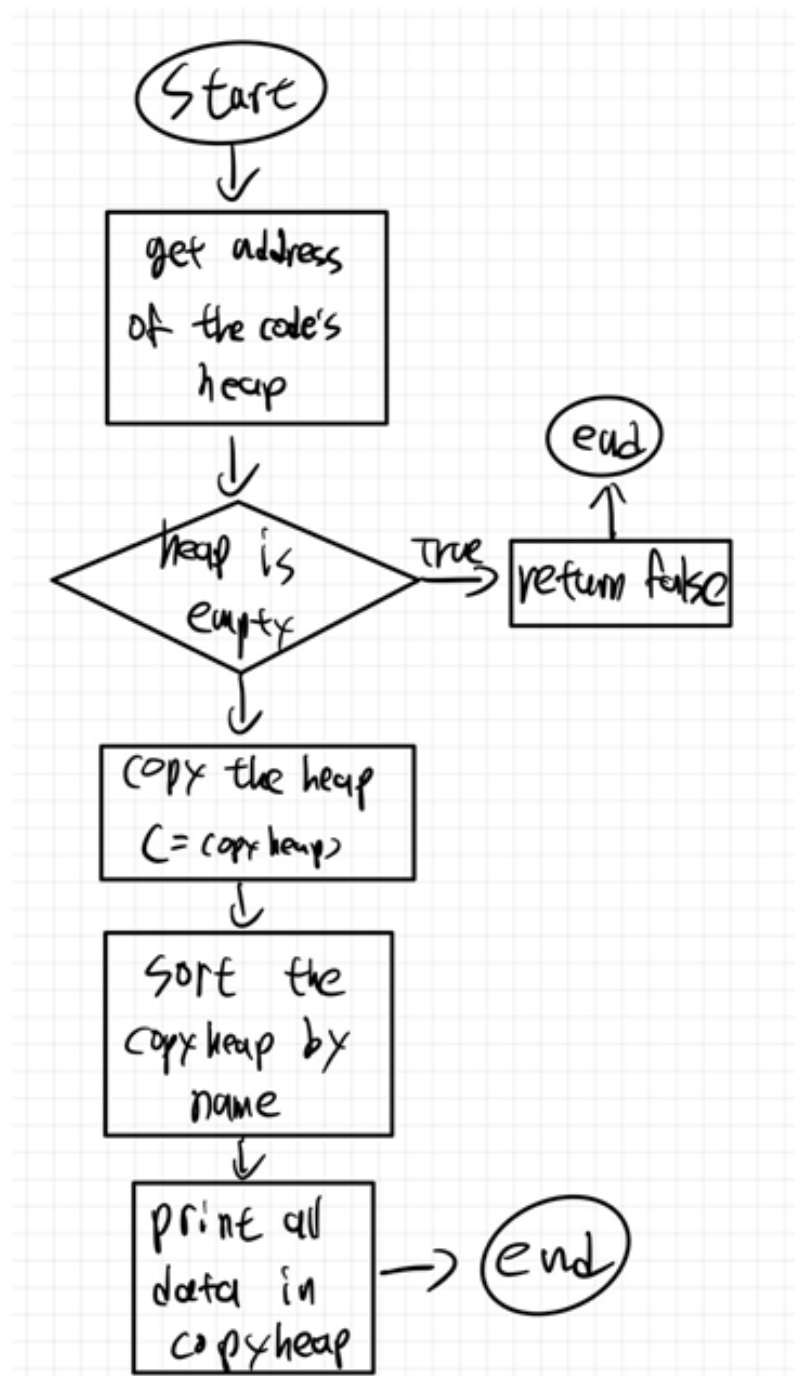 Start
get address
of the code's
heap
heap is
empty
True
return false
end
copy the heap
(= copyheap)
sort the
copyheap by
name
print all
data in
copyheap
end